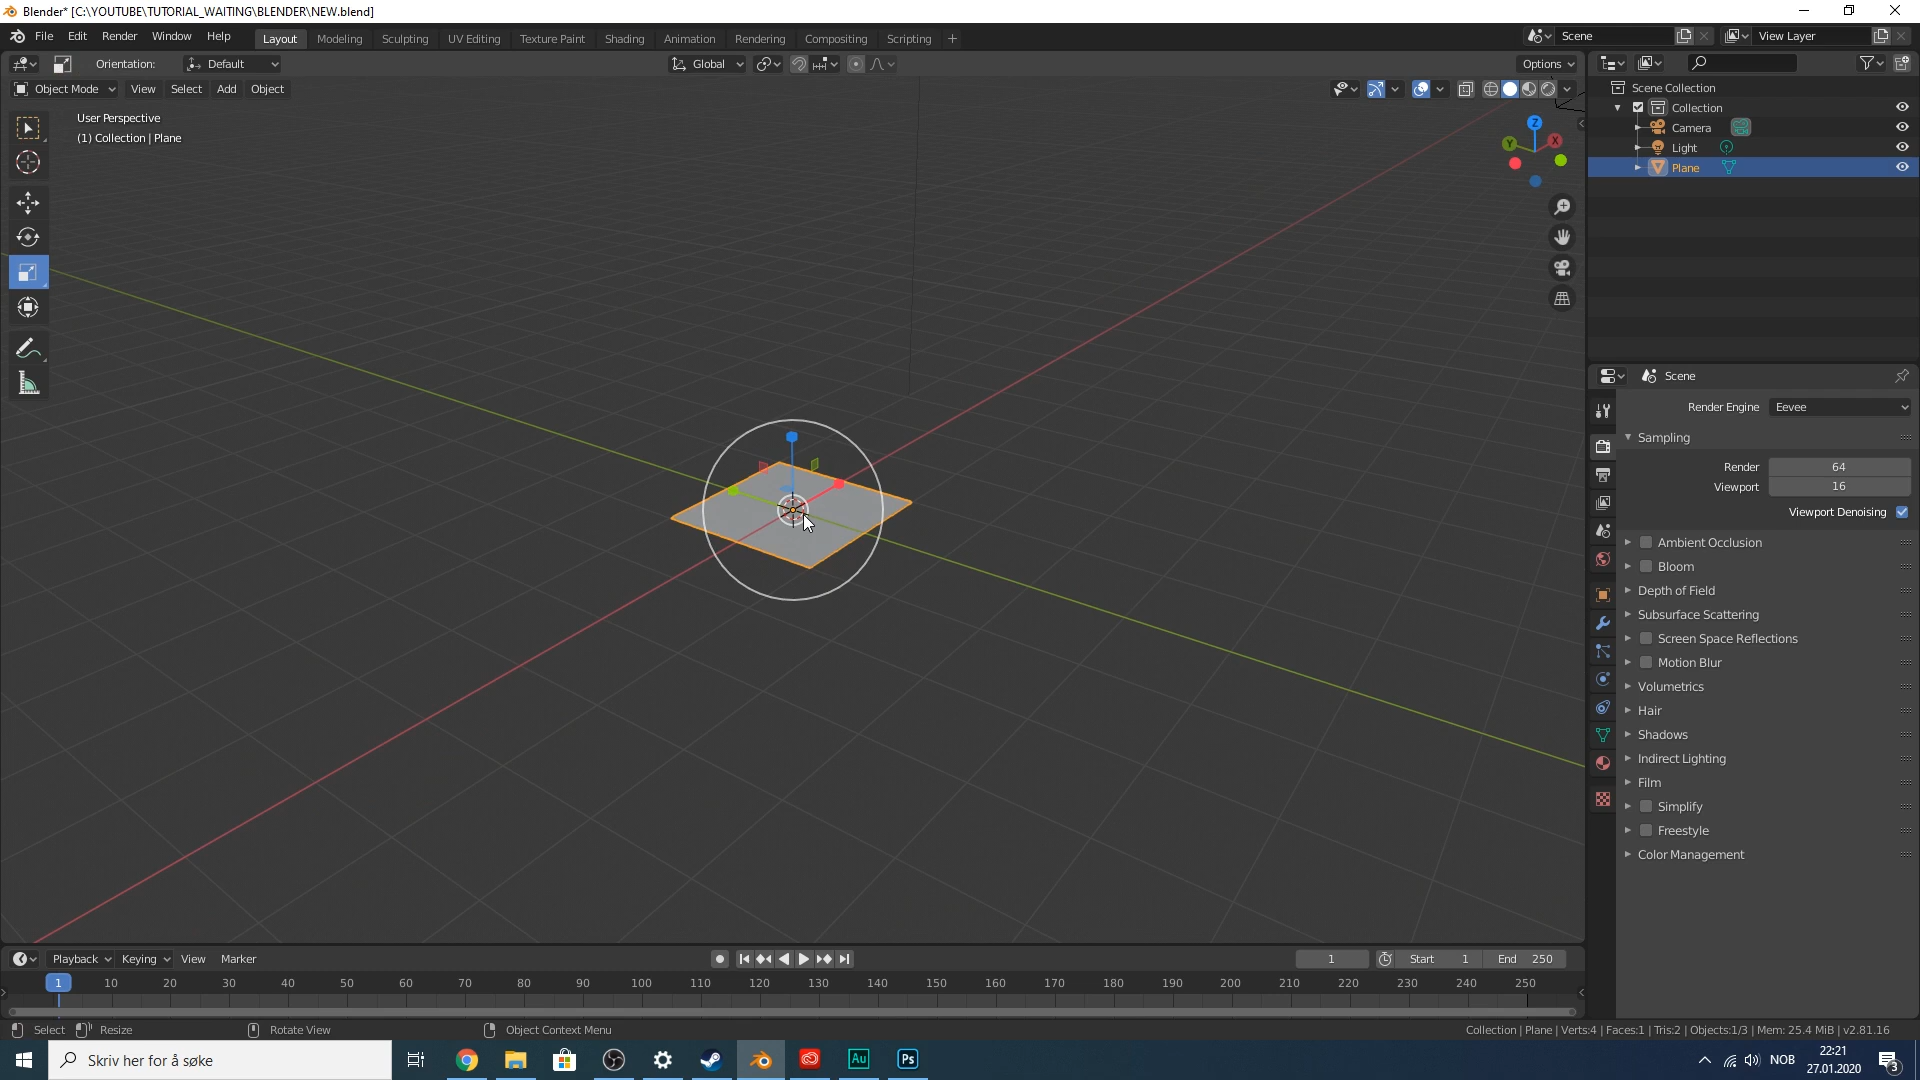 Blender* [C:\YOUTUBE\TUTORIAL_WAITING\BLENDER\NEW.blend]
File Edit Render Window Help Layout Modeling Sculpting UV Editing Texture Paint Shading Animation Rendering Compositing Scripting + Scene View Layer
Orientation: Default Global Options
Object Mode View Select Add Object
User Perspective
(1) Collection | Plane
Z
Y
X
Scene Collection
Collection
Camera
Light
Plane
Scene
Render Engine Eevee
Sampling
Render 64
Viewport 16
Viewport Denoising
Ambient Occlusion
Bloom
Depth of Field
Subsurface Scattering
Screen Space Reflections
Motion Blur
Volumetrics
Hair
Shadows
Indirect Lighting
Film
Simplify
Freestyle
Color Management
Playback Keying View Marker 1 Start 1 End 250
1 10 20 30 40 50 60 70 80 90 100 110 120 130 140 150 160 170 180 190 200 210 220 230 240 250
Select Resize Rotate View Object Context Menu Collection | Plane | Verts:4 | Faces:1 | Tris:2 | Objects:1/3 | Mem: 25.4 MiB | v2.81.16
Skriv her for å søke Au Ps NOB 22:21
27.01.2020 3